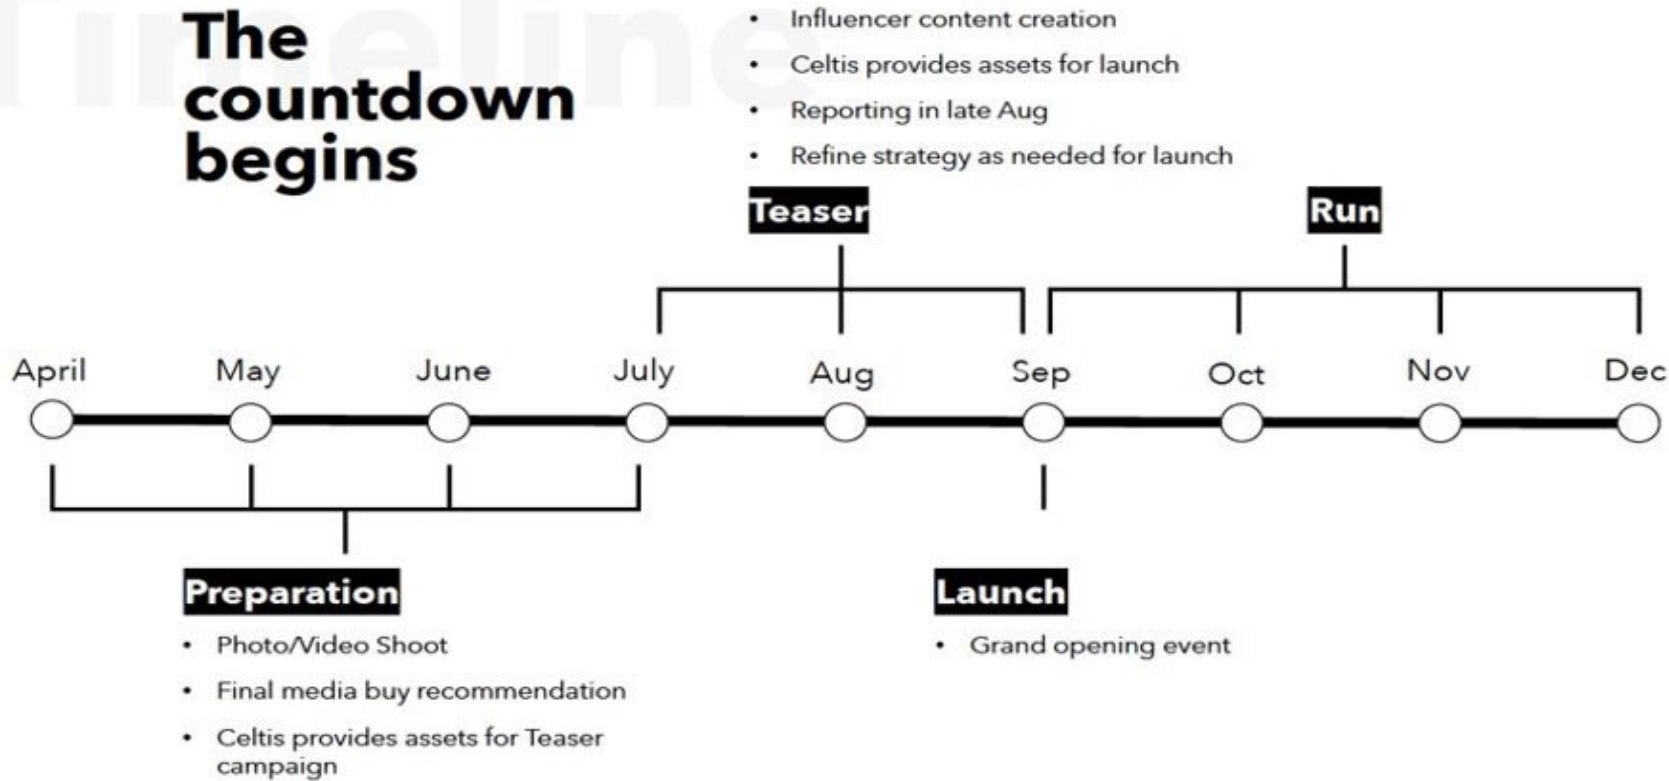 Timeline
The
countdown
begins
• Influencer content creation
• Celtis provides assets for launch
• Reporting in late Aug
• Refine strategy as needed for launch
Teaser
Run
April May June July Aug Sep Oct Nov Dec
Preparation
• Photo/Video Shoot
• Final media buy recommendation
• Celtis provides assets for Teaser
campaign
Launch
• Grand opening event